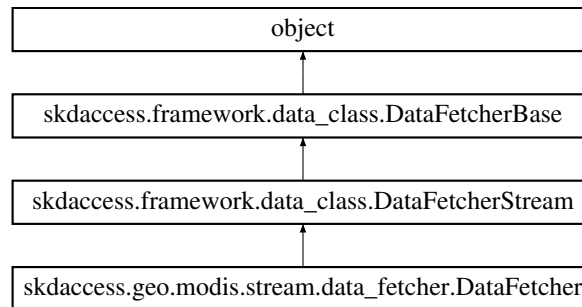 object
skdaccess.framework.data_class.DataFetcherBase
skdaccess.framework.data_class.DataFetcherStream
skdaccess.geo.modis.stream.data_fetcher.DataFetcher